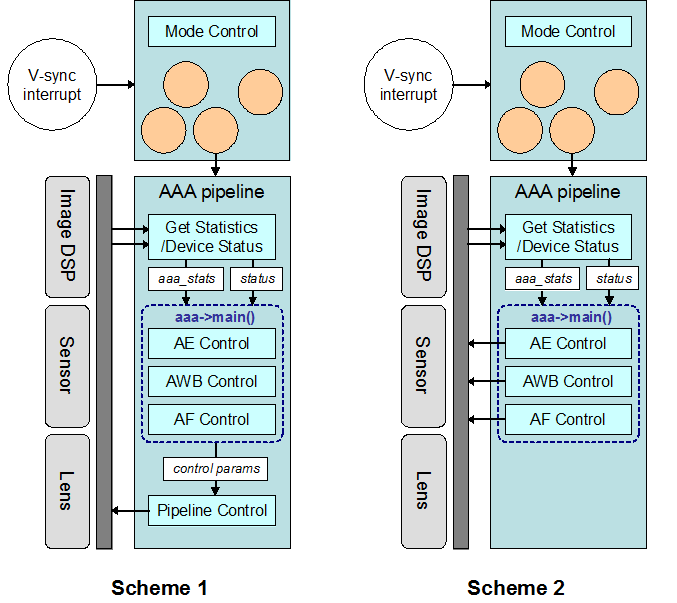 Mode Control
V-sync
interrupt
AAA pipeline
Image DSP
Get Statistics
/Device Status
aaa_stats
status
aaa->main()
Sensor
AE Control
AWB Control
AF Control
Lens
control params
Pipeline Control
Scheme 1
Mode Control
V-sync
interrupt
AAA pipeline
Image DSP
Get Statistics
/Device Status
aaa_stats
status
aaa->main()
Sensor
AE Control
AWB Control
AF Control
Lens
Scheme 2